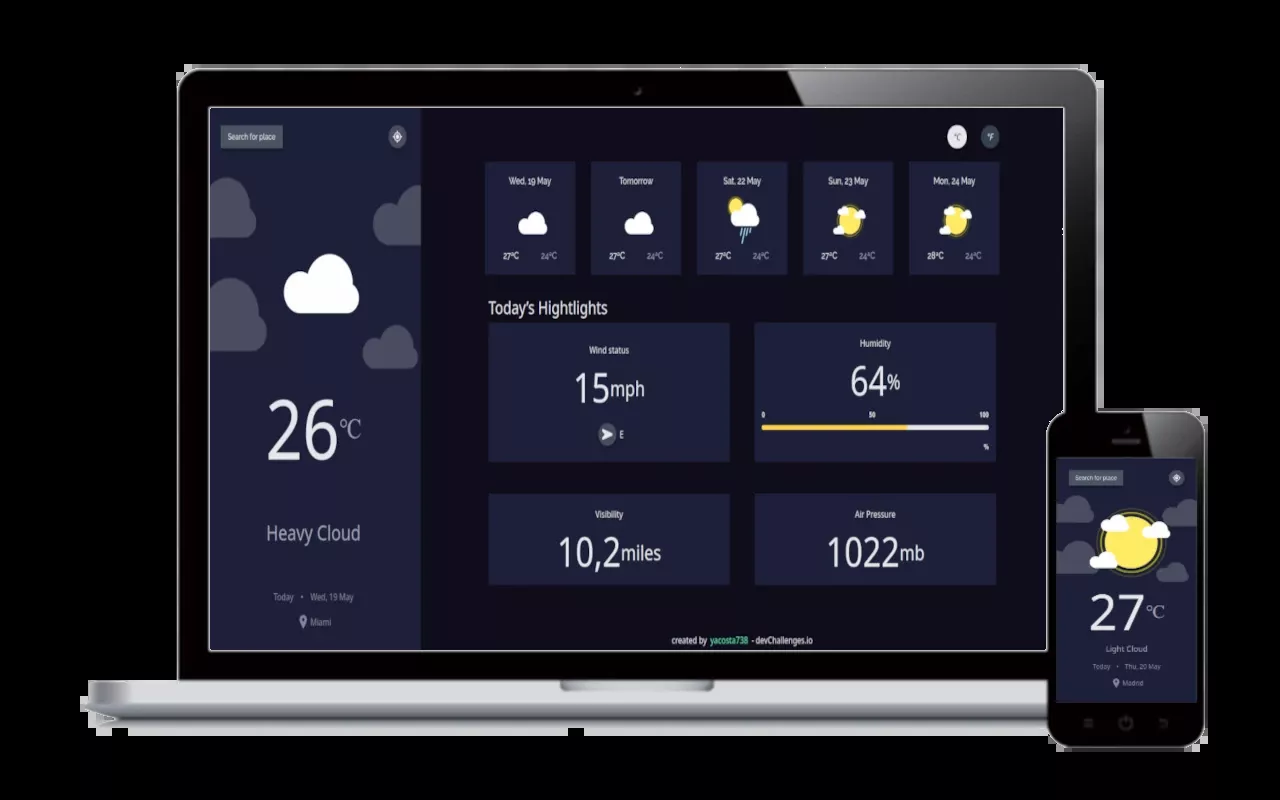 Search for place
26°C
Heavy Cloud
Today • Wed, 19 May
Miami
°C °F
Wed, 19 May
27°C 24°C
Tomorrow
27°C 24°C
Sat, 22 May
27°C 24°C
Sun, 23 May
27°C 24°C
Mon, 24 May
28°C 24°C
Today's Hightlights
Wind status
15mph
E
Humidity
64%
0 50 100
%
Visibility
10,2miles
Air Pressure
1022mb
created by yacosta738 - devChallenges.io
Search for place
27°C
Light Cloud
Today • Thu, 20 May
Madrid